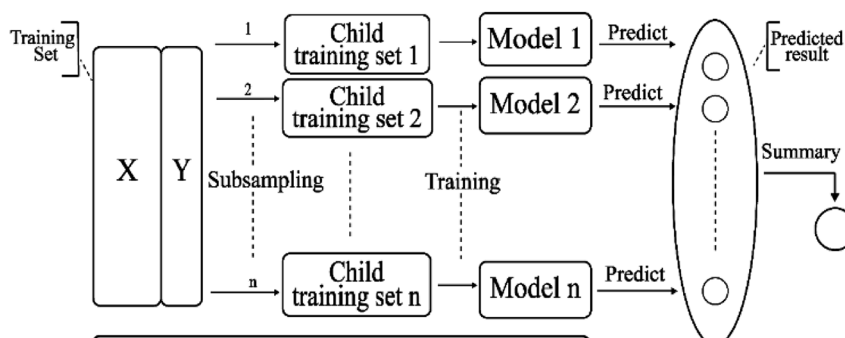 Training
Set
X
Y
1
Child
training set 1
Model 1
Predict
2
Child
training set 2
Model 2
Predict
Subsampling
Training
n
Child
training set n
Model n
Predict
Predicted
result
Summary